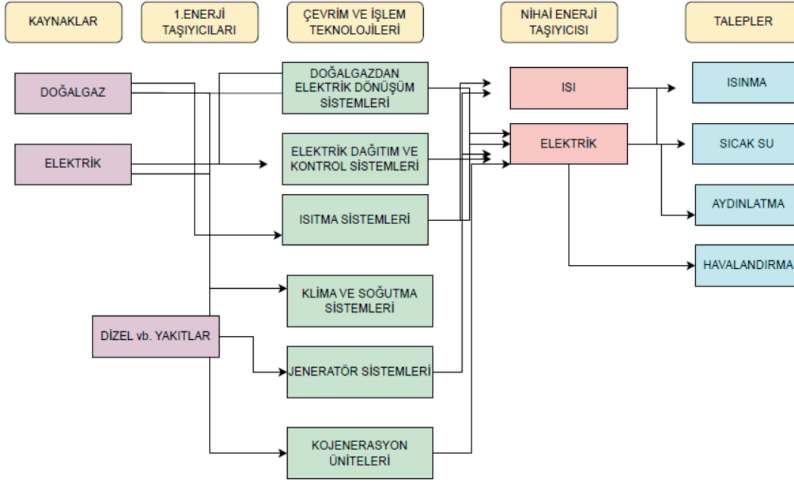 KAYNAKLAR
1.ENERJİ
TAŞIYICILARI
ÇEVRİM VE İŞLEM
TEKNOLOJİLERİ
NİHAİ ENERJİ
TAŞIYICISI
TALEPLER
DOĞALGAZ
ELEKTRİK
DİZEL vb. YAKITLAR
DOĞALGAZDAN
ELEKTRİK DÖNÜŞÜM
SİSTEMLERİ
ELEKTRİK DAĞITIM VE
KONTROL SİSTEMLERİ
ISITMA SİSTEMLERİ
KLİMA VE SOĞUTMA
SİSTEMLERİ
JENERATÖR SİSTEMLERİ
KOJENERASYON
ÜNİTELERİ
ISI
ELEKTRİK
ISINMA
SICAK SU
AYDINLATMA
HAVALANDIRMA